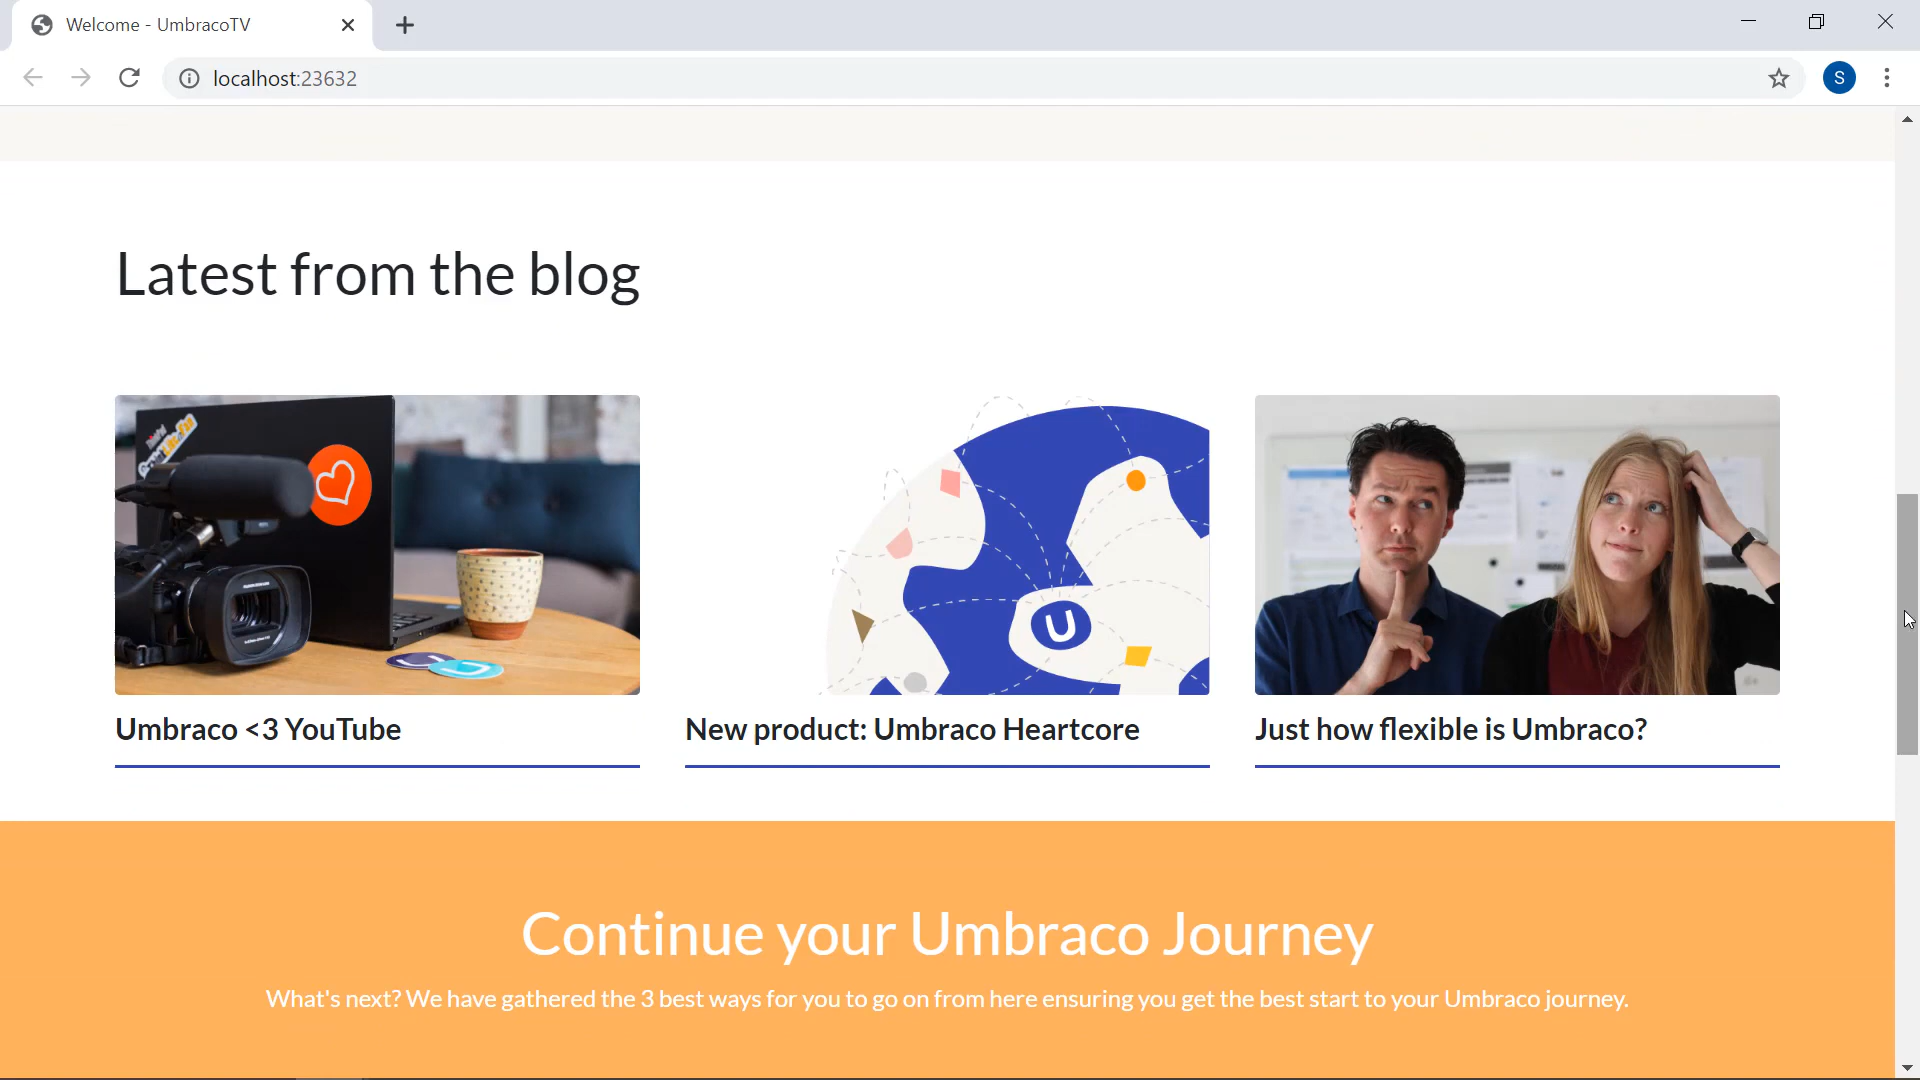 Welcome - UmbracoTV
localhost:23632
S
Latest from the blog
Umbraco <3 YouTube
New product: Umbraco Heartcore
Just how flexible is Umbraco?
Continue your Umbraco Journey
What's next? We have gathered the 3 best ways for you to go on from here ensuring you get the best start to your Umbraco journey.